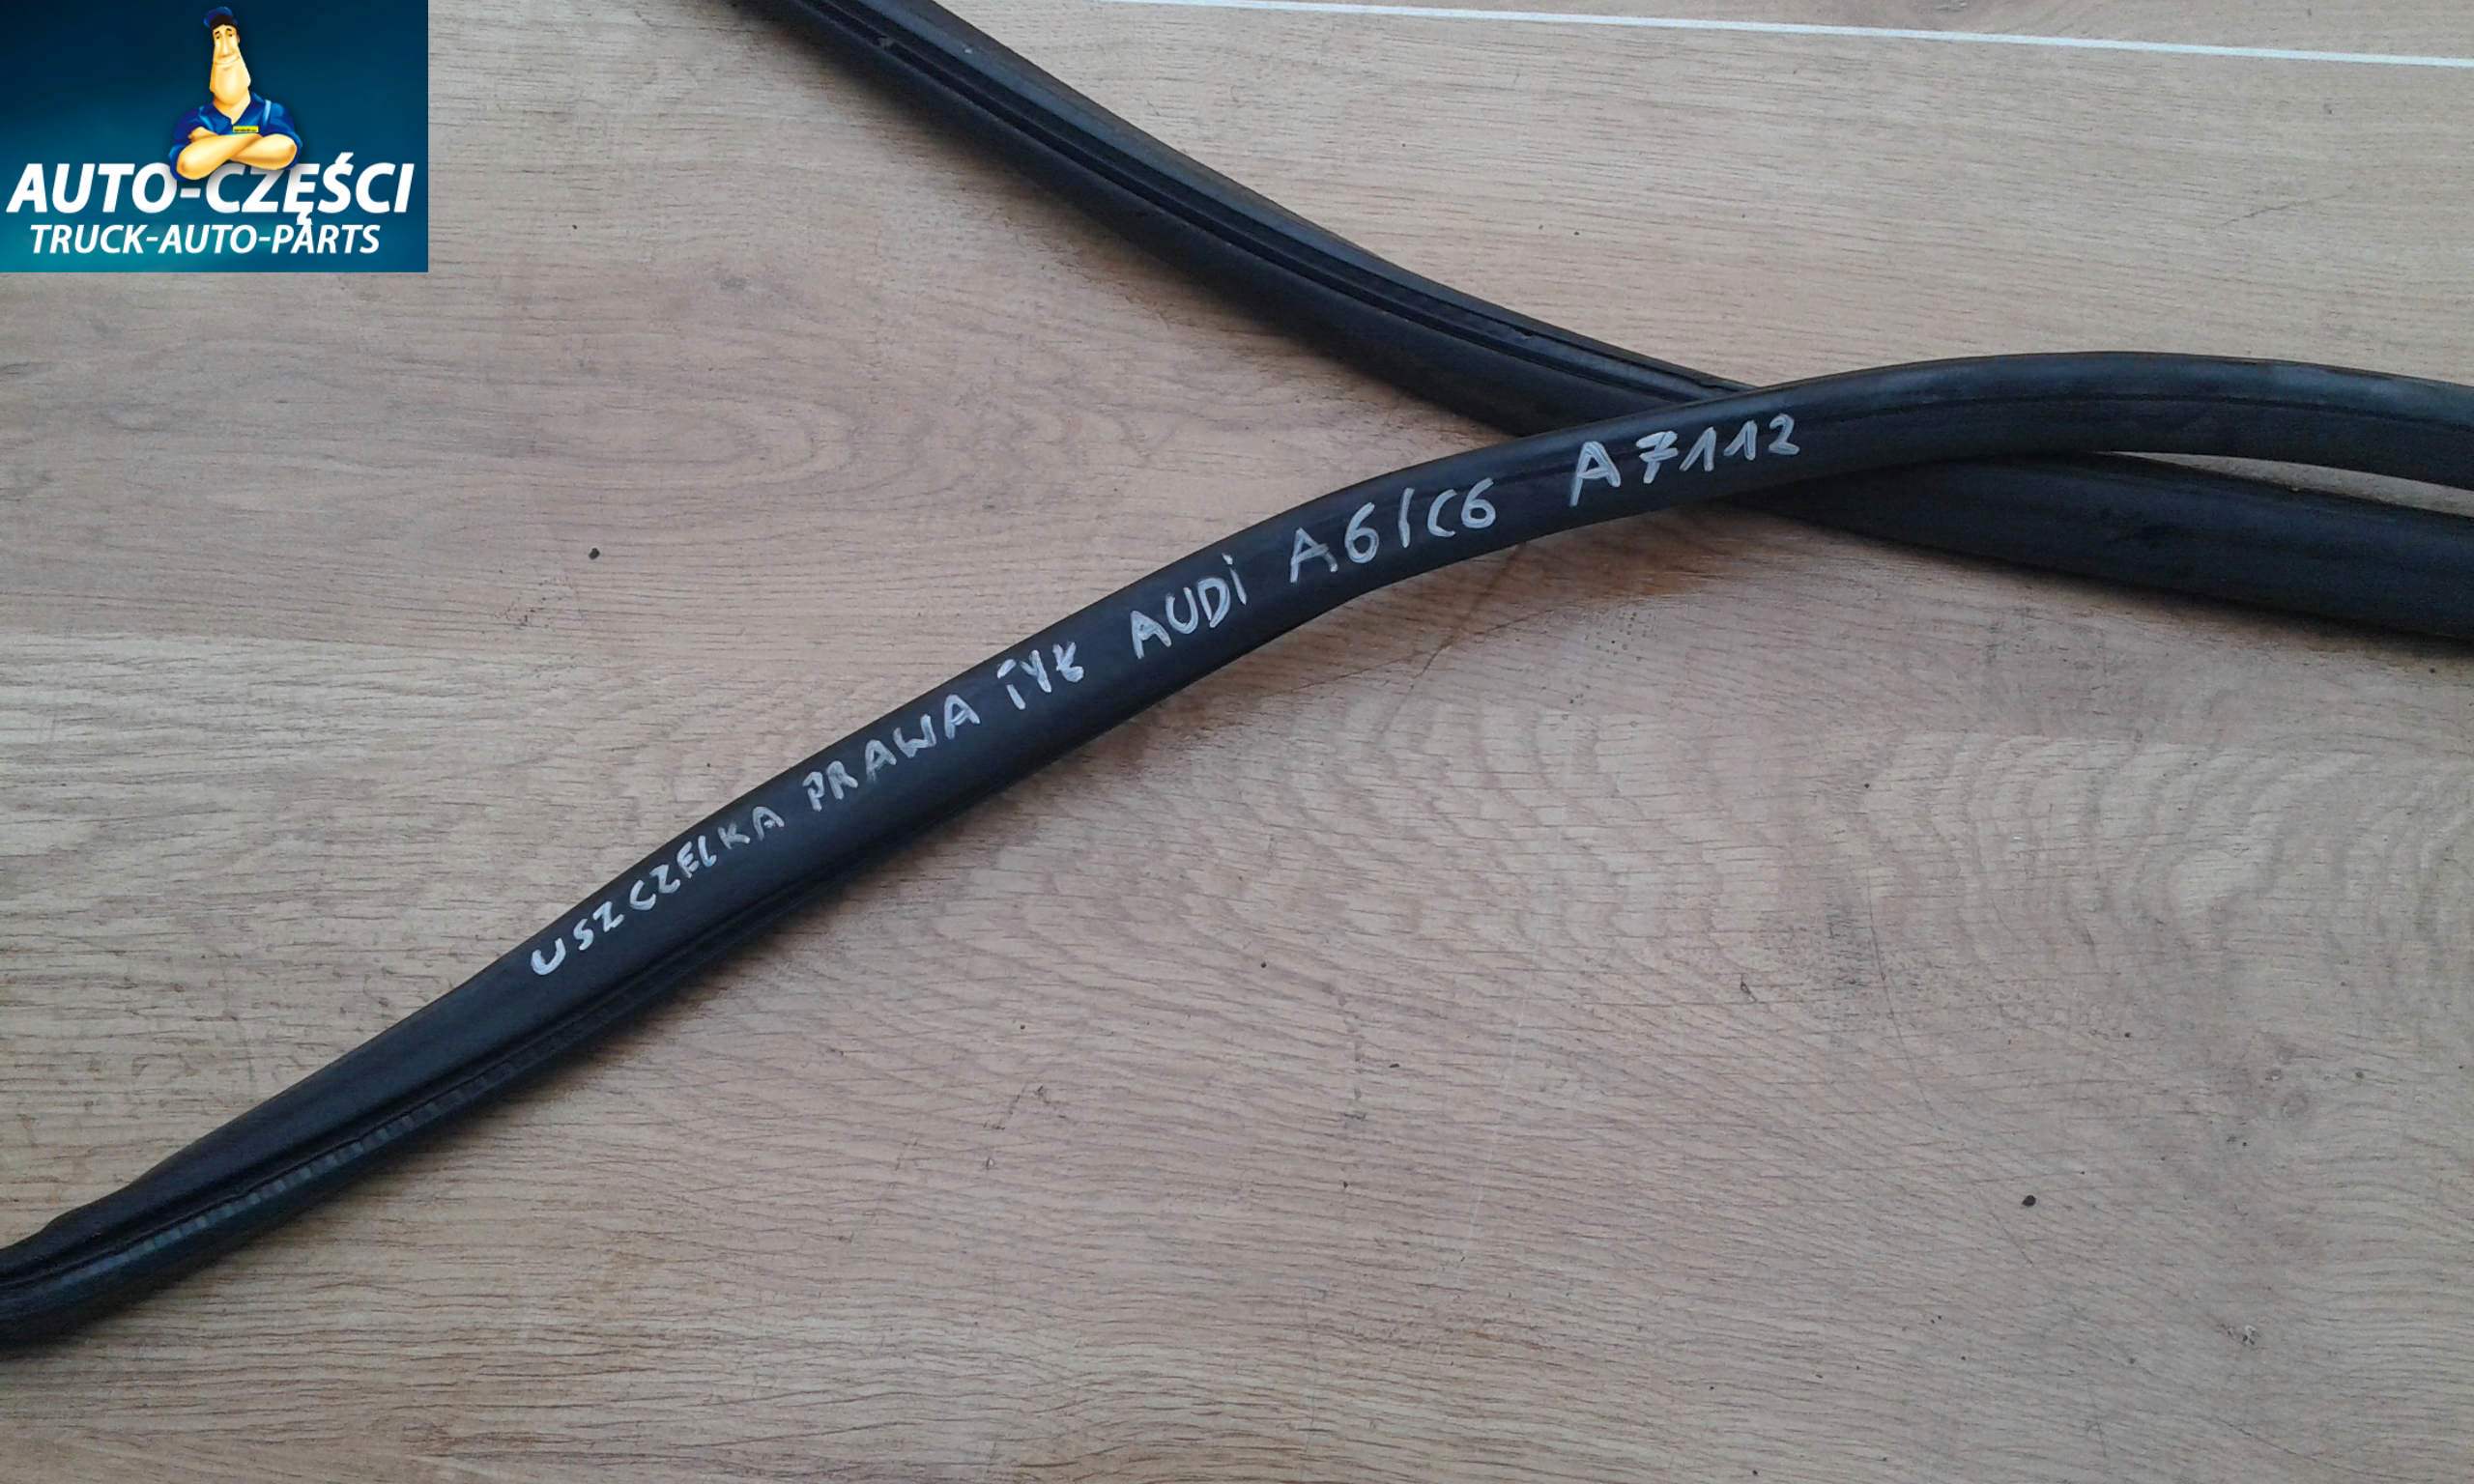 AUTO-CZĘŚCI
TRUCK-AUTO-PARTS
USZCZELKA PRAWA TYŁ AUDi A6/C6 A7112